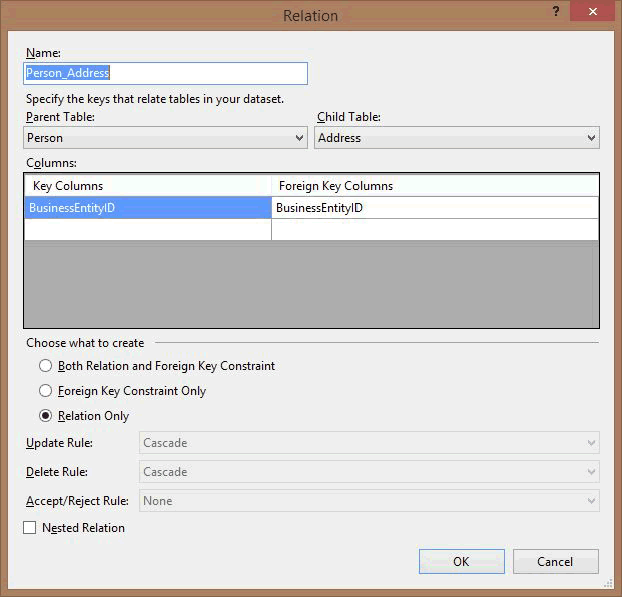 Relation
?
Name:
Person_Address
Specify the keys that relate tables in your dataset.
Parent Table:
Child Table:
Person
Address
Columns:
Key Columns
Foreign Key Columns
BusinessEntityID
BusinessEntityID
Choose what to create
Both Relation and Foreign Key Constraint
Foreign Key Constraint Only
Relation Only
Update Rule:
Cascade
Delete Rule:
Cascade
Accept/Reject Rule:
None
Nested Relation
OK
Cancel